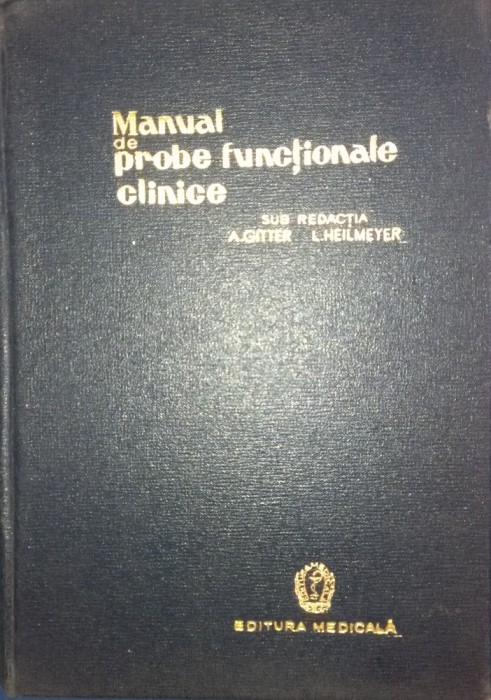 Manual
de
probe funcționale
clinice
SUB REDACȚIA
A.GITTER L.HEILMEYER
EDITURA MEDICALĂ